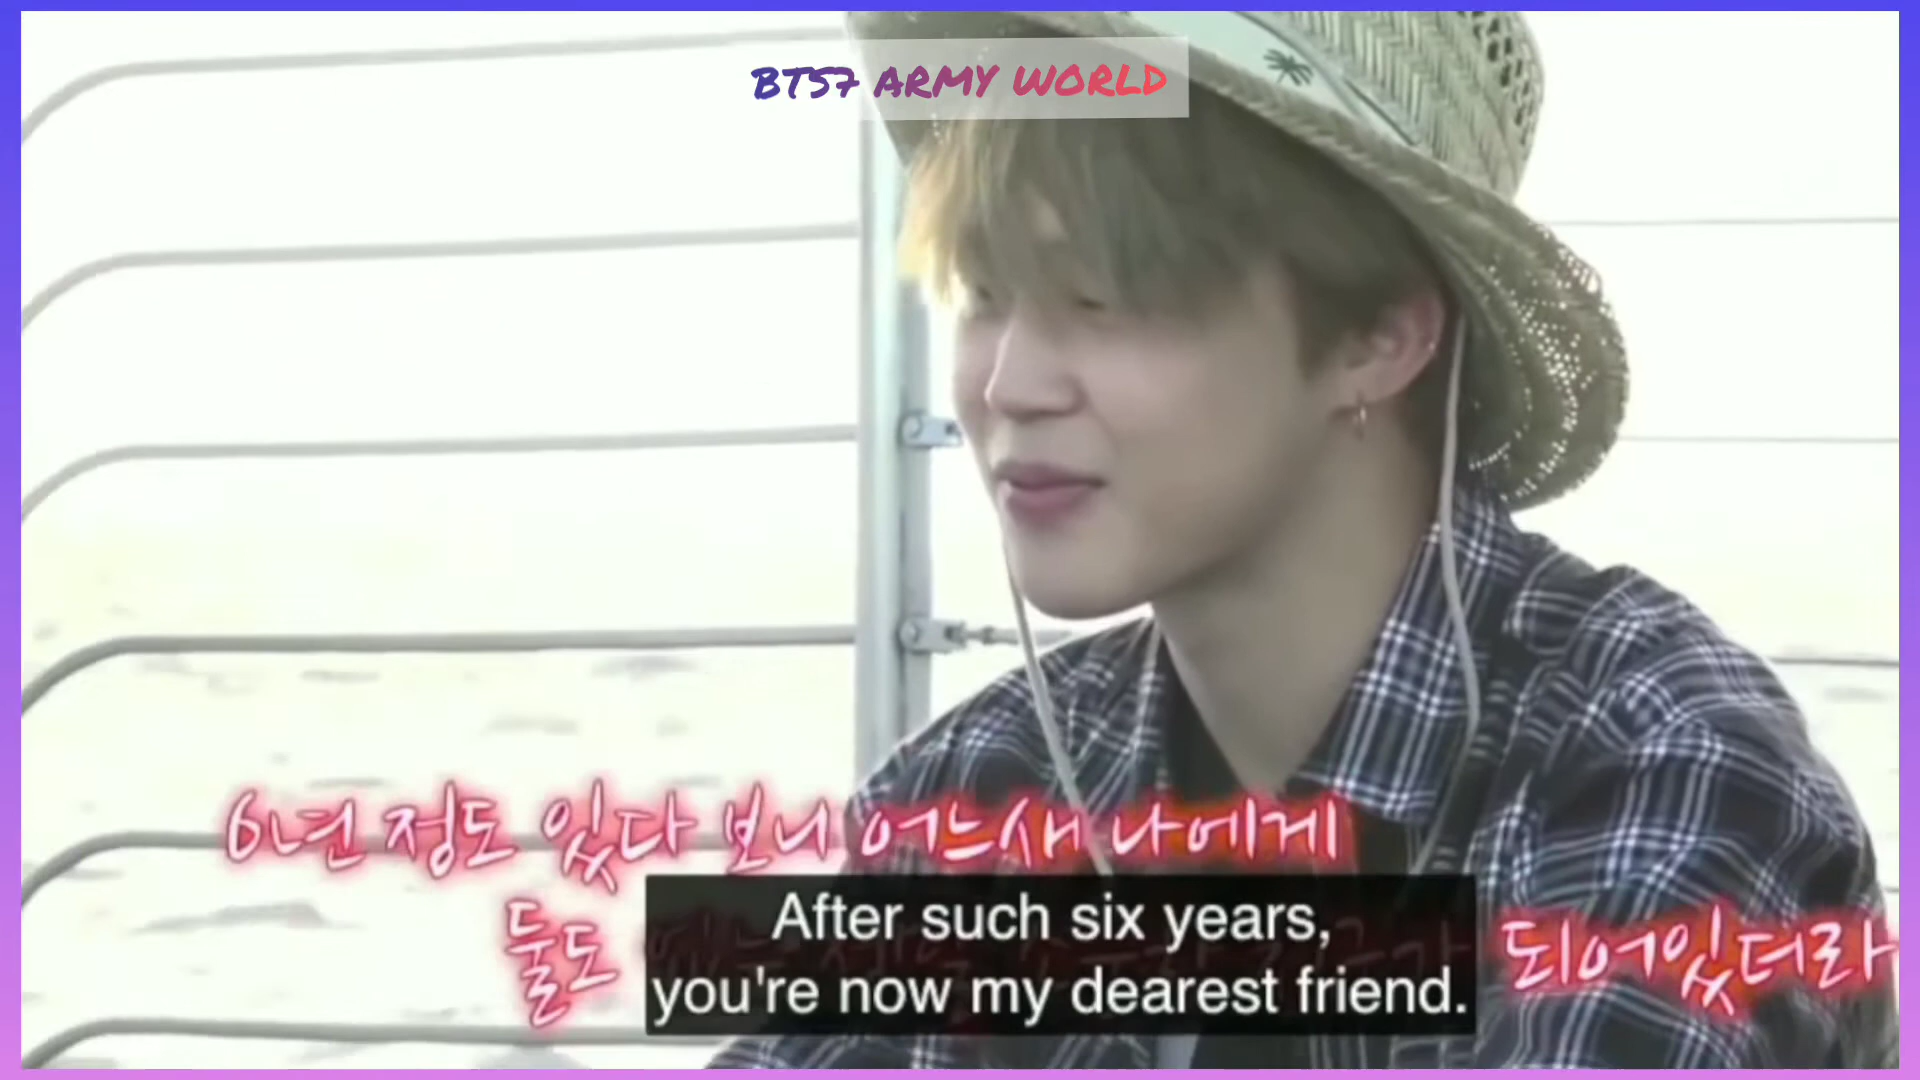 BTS7 ARMY WORLD
6년 정도 있다 보니 어느새 나에게
둘도 되어있더라
After such six years,
you're now my dearest friend.